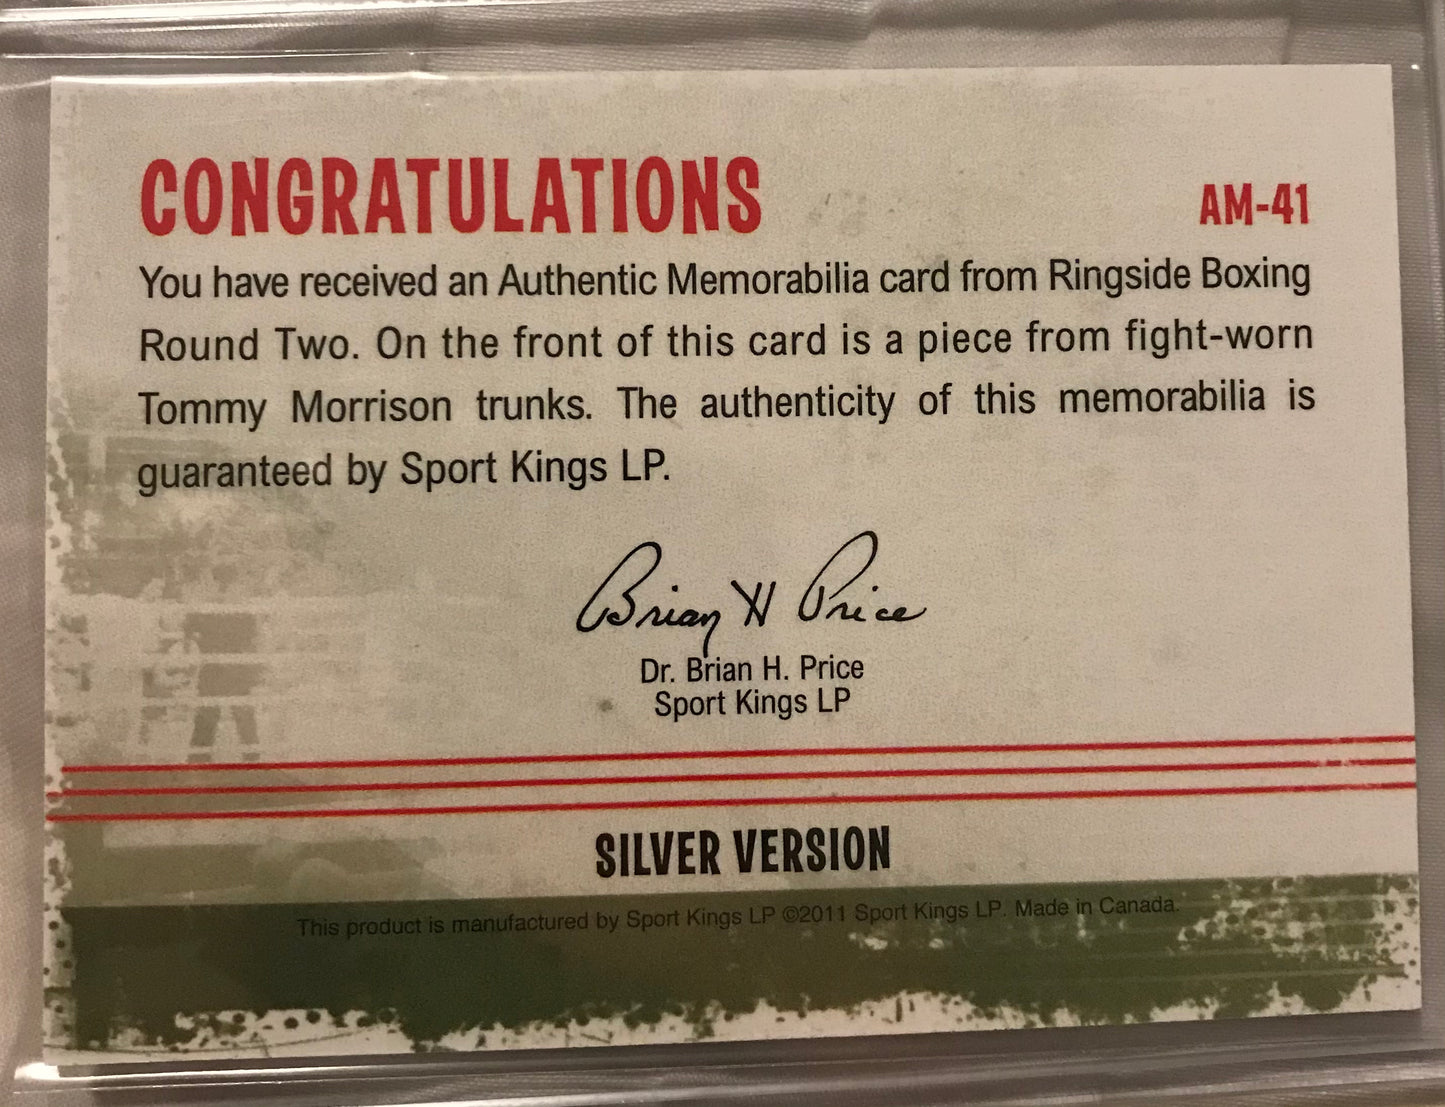 CONGRATULATIONS
AM-41
You have received an Authentic Memorabilia card from Ringside Boxing
Round Two. On the front of this card is a piece from fight-worn
Tommy Morrison trunks. The authenticity of this memorabilia is
guaranteed by Sport Kings LP.
Brian H Price
Dr. Brian H. Price
Sport Kings LP
SILVER VERSION
This product is manufactured by Sport Kings LP ©2011 Sport Kings LP. Made in Canada.